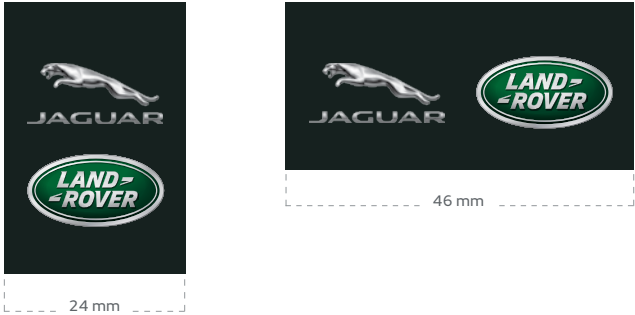 JAGUAR
LAND-
-ROVER
24 mm
JAGUAR
LAND-
-ROVER
46 mm